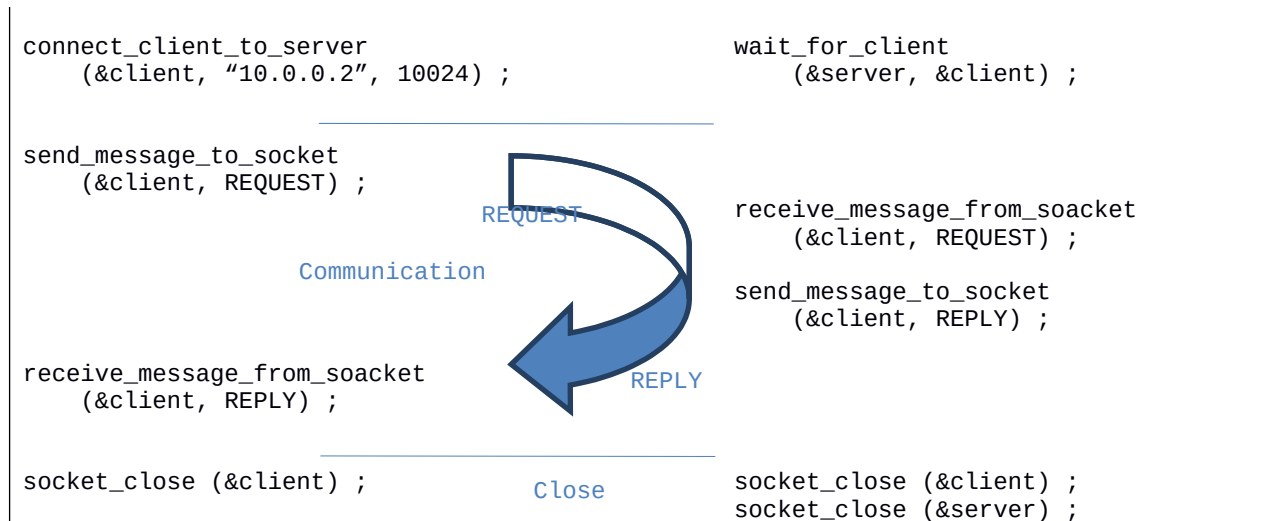 connect_client_to_server
(&client, “10.0.0.2”, 10024) ;
wait_for_client
(&server, &client) ;
send_message_to_socket
(&client, REQUEST) ;
REQUEST
receive_message_from_soacket
(&client, REQUEST) ;
Communication
send_message_to_socket
(&client, REPLY) ;
receive_message_from_soacket
(&client, REPLY) ;
REPLY
socket_close (&client) ;
Close
socket_close (&client) ;
socket_close (&server) ;